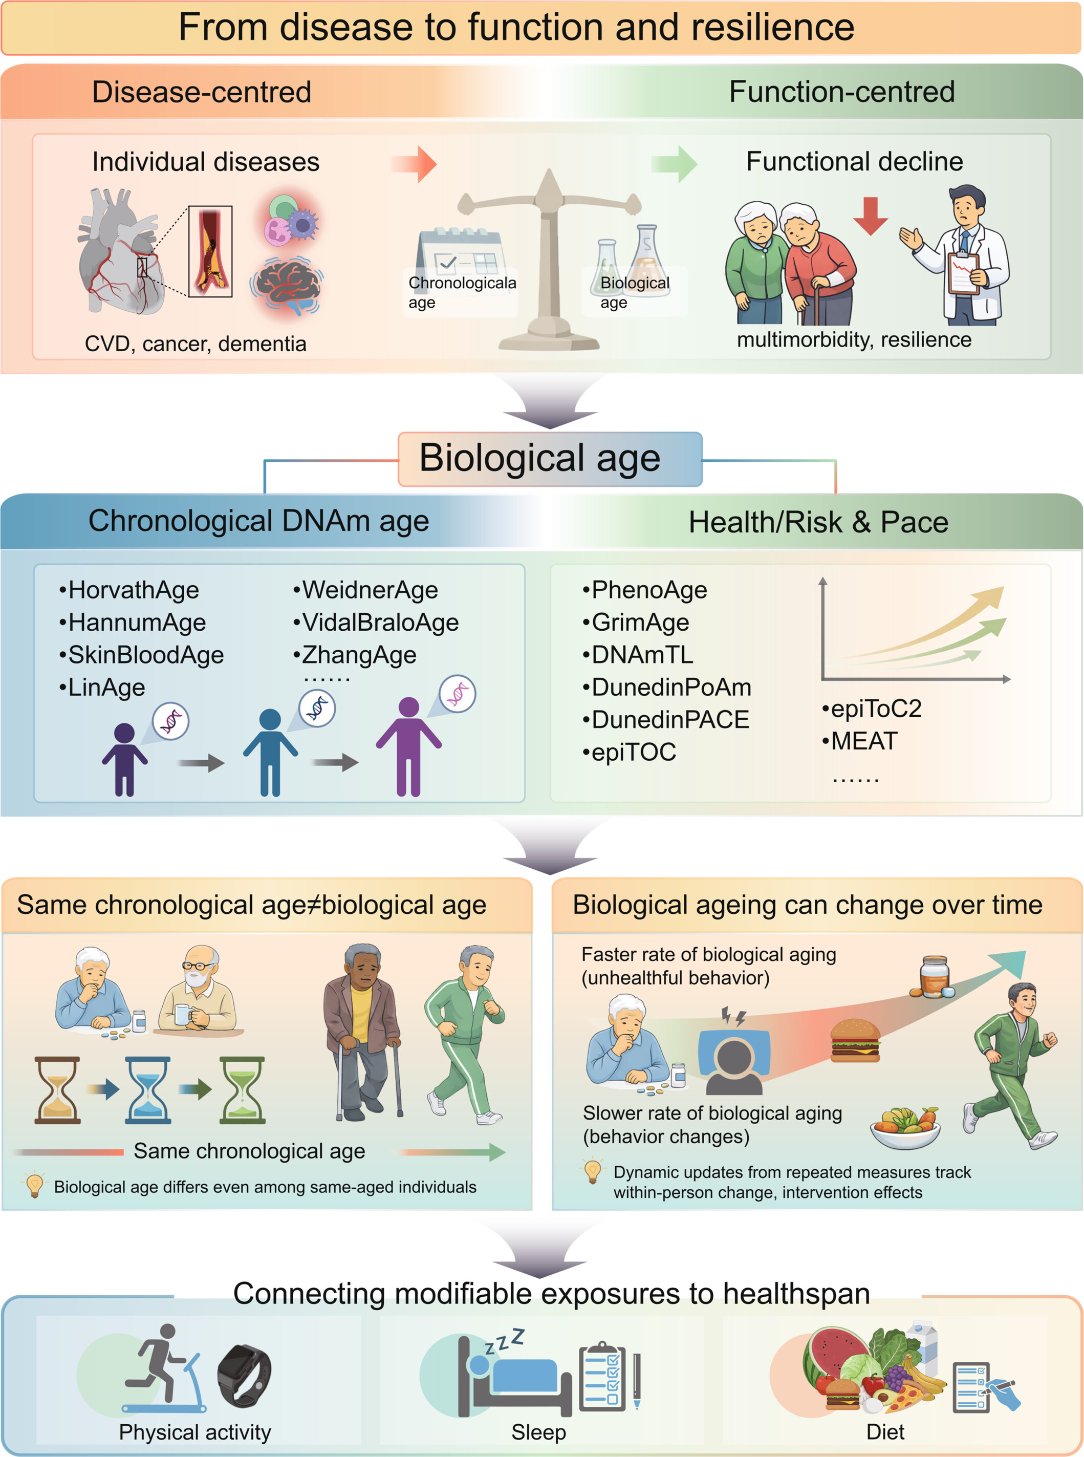 From disease to function and resilience
Disease-centred
Function-centred
Individual diseases
Functional decline
Chronologicala
age
Biological
age
CVD, cancer, dementia
multimorbidity, resilience
Biological age
Chronological DNAm age
Health/Risk & Pace
•HorvathAge
•HannumAge
•SkinBloodAge
•LinAge
•WeidnerAge
•VidalBraloAge
•ZhangAge
......
•PhenoAge
•GrimAge
•DNAmTL
•DunedinPoAm
•DunedinPACE
•epiTOC
•epiToC2
•MEAT
......
Same chronological age≠biological age
Same chronological age
Biological age differs even among same-aged individuals
Biological ageing can change over time
Faster rate of biological aging
(unhealthful behavior)
Slower rate of biological aging
(behavior changes)
Dynamic updates from repeated measures track
within-person change, intervention effects
Connecting modifiable exposures to healthspan
z z Z
Physical activity
Sleep
Diet